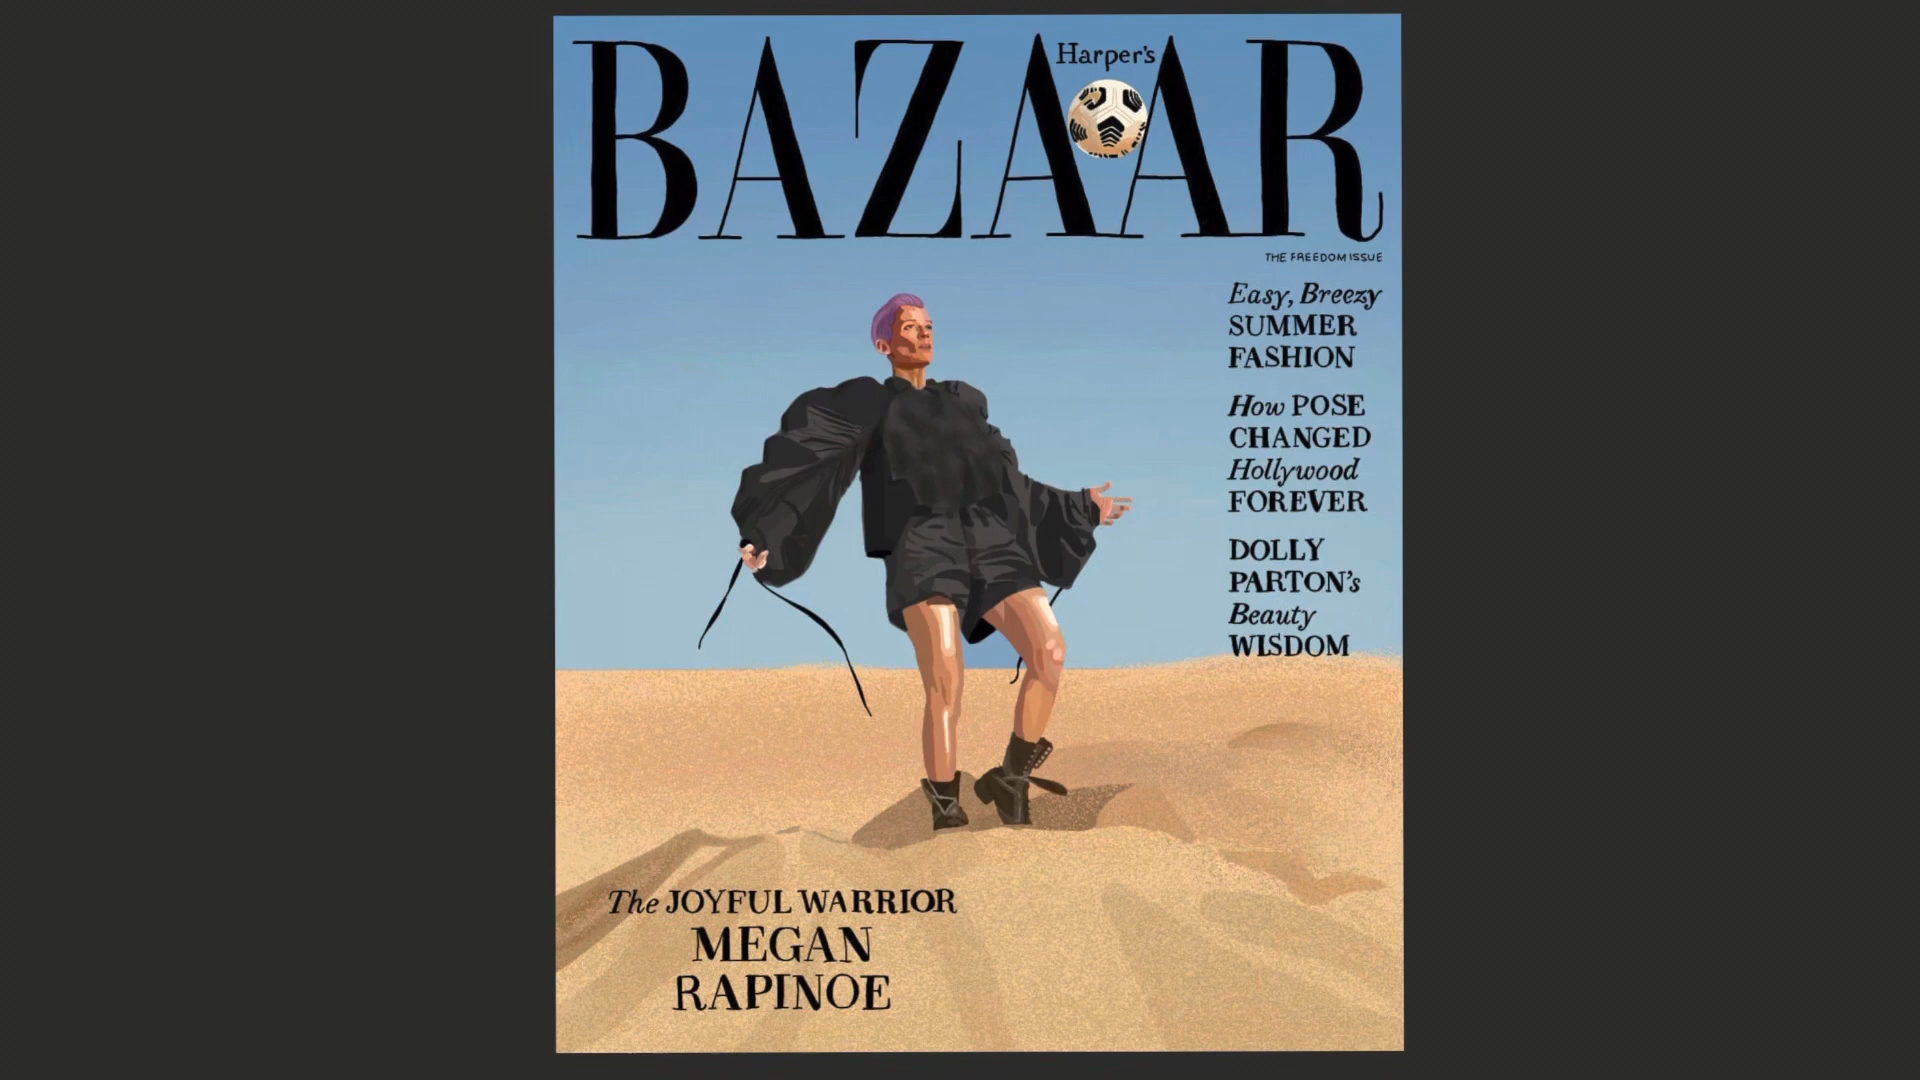 Harper's
BAZAAR
THE FREEDOM ISSUE
Easy, Breezy
SUMMER
FASHION
How POSE
CHANGED
Hollywood
FOREVER
DOLLY
PARTON's
Beauty
WISDOM
The JOYFUL WARRIOR
MEGAN
RAPINOE